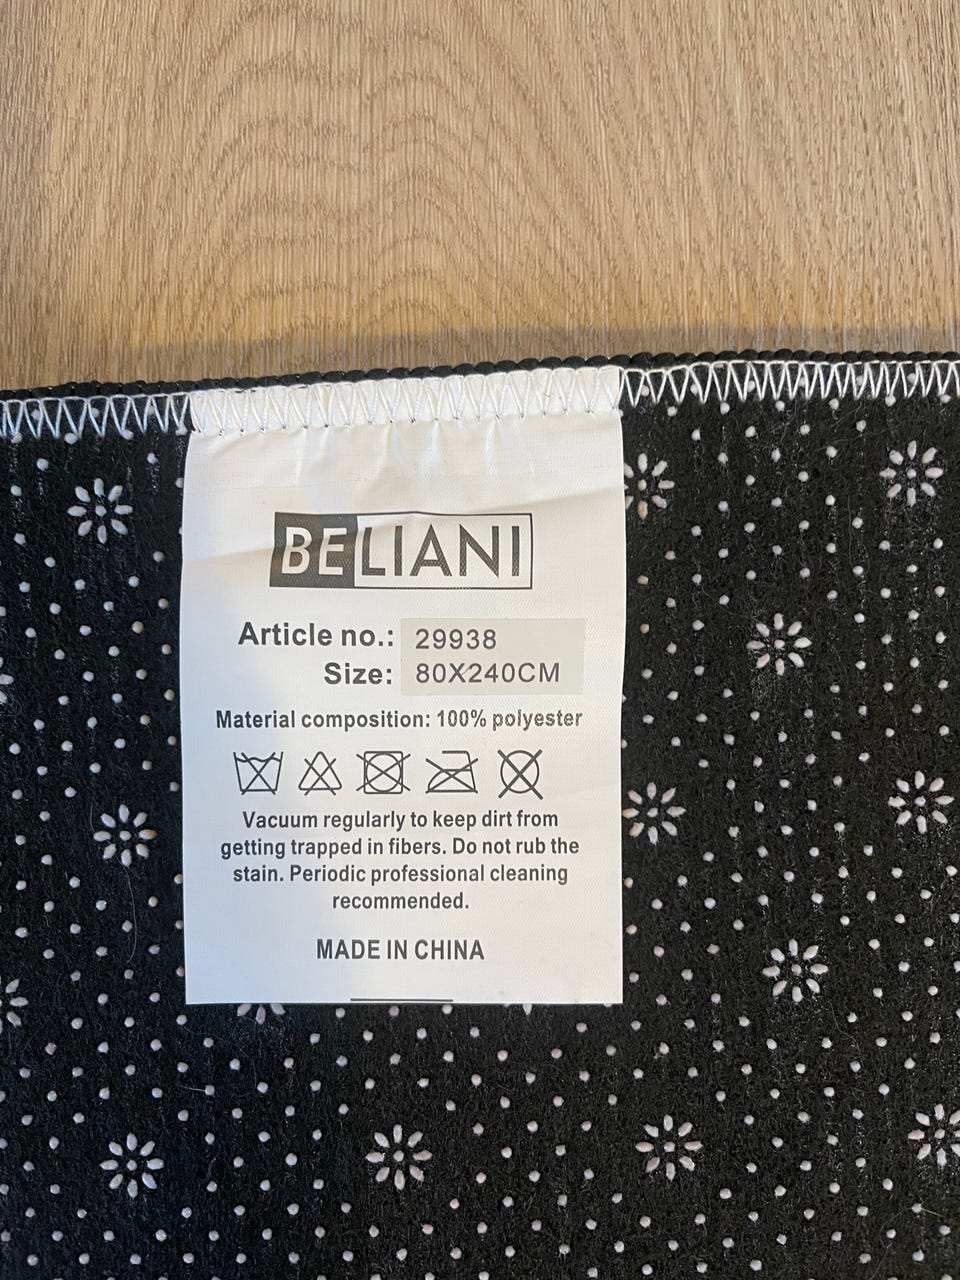 BELIANI
Article no.: 29938
Size: 80X240CM
Material composition: 100% polyester
Vacuum regularly to keep dirt from
getting trapped in fibers. Do not rub the
stain. Periodic professional cleaning
recommended.
MADE IN CHINA